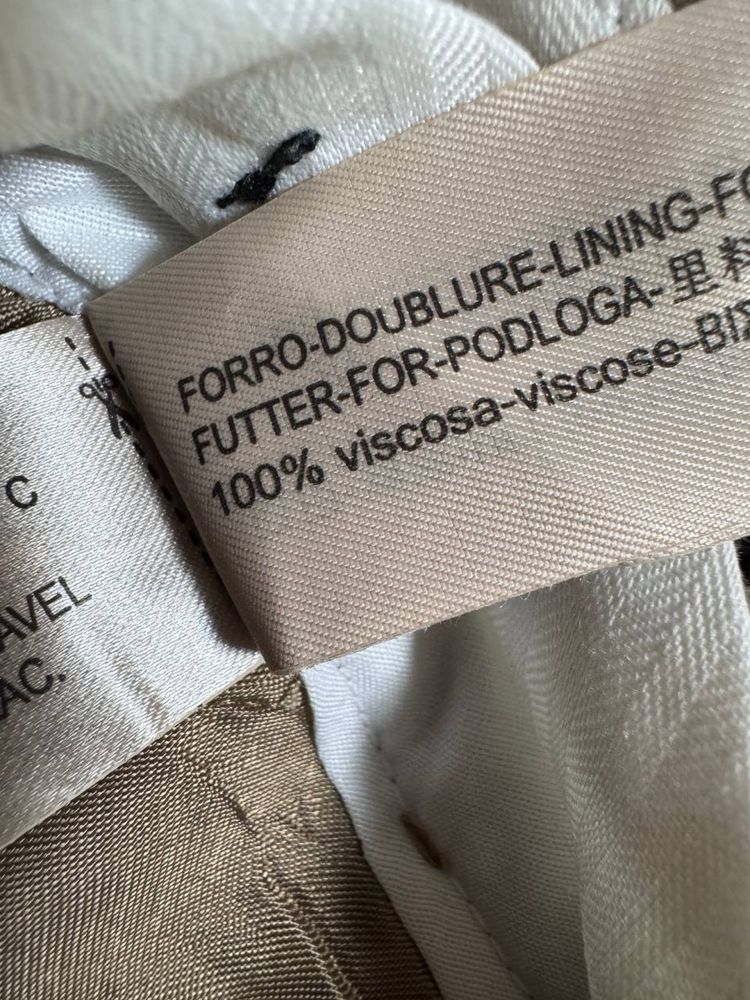 FORRO-DOUBLURE-LINING-FO
FUTTER-FOR-PODLOGA-里料
100% viscosa-viscose-BI
C
AVEL
AC.